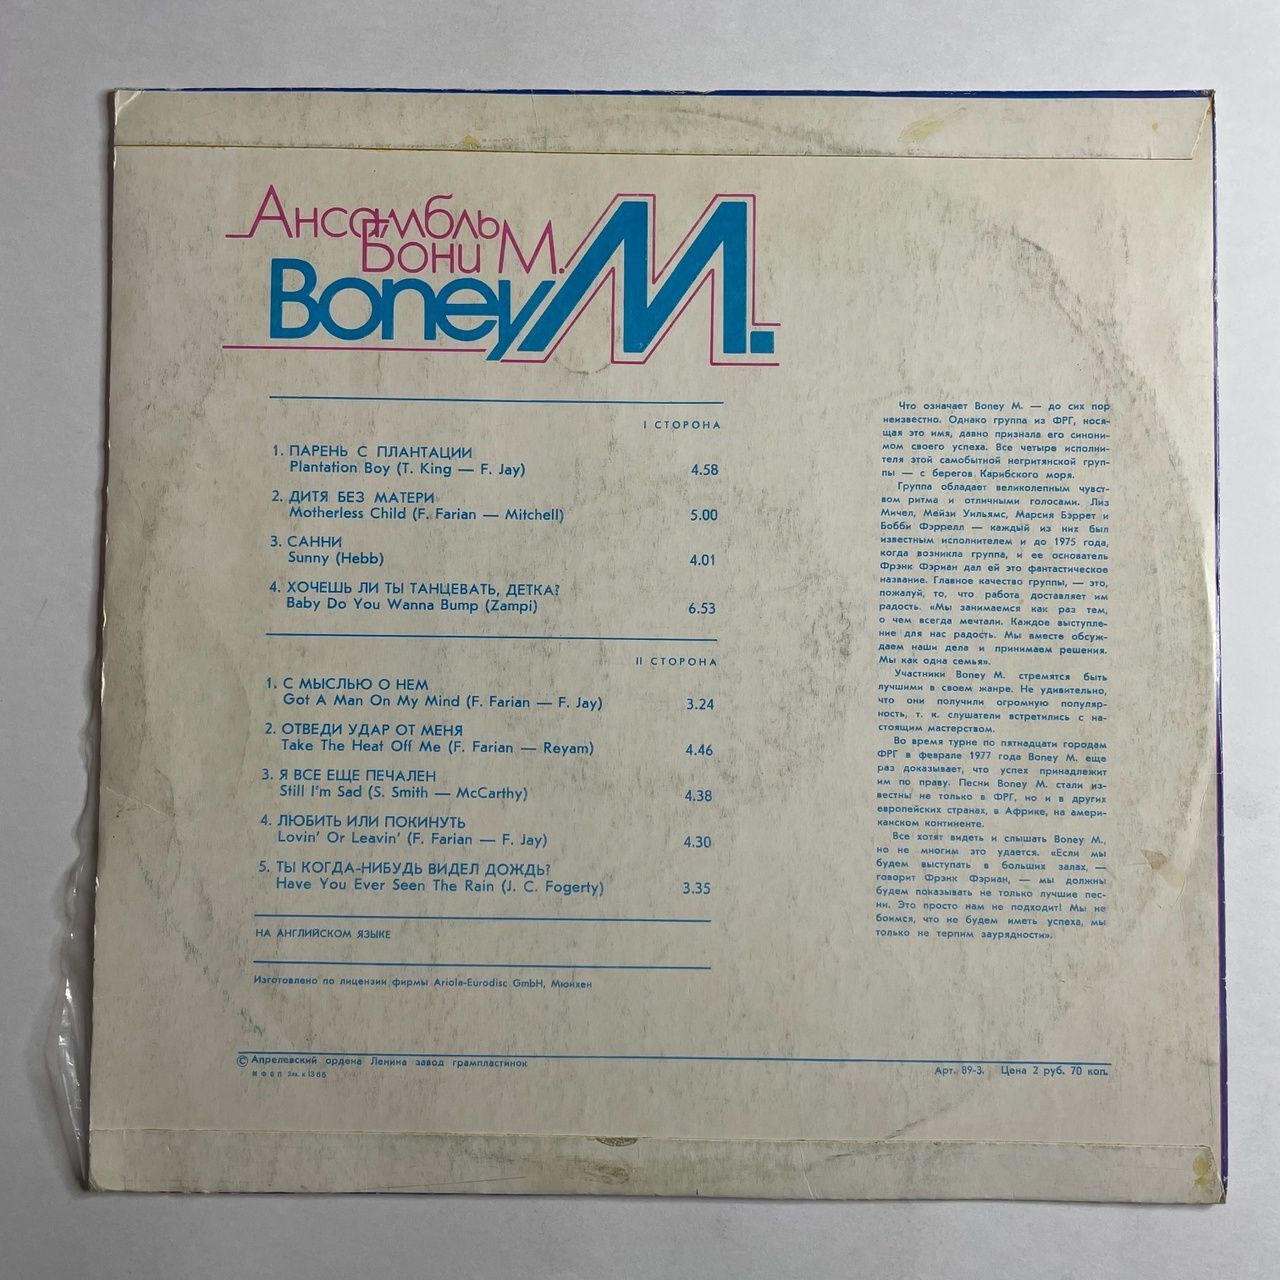 Ансамбль
Бони М.
Boney M.
I СТОРОНА
1. ПАРЕНЬ С ПЛАНТАЦИИ
Plantation Boy (T. King — F. Jay) 4.58
2. ДИТЯ БЕЗ МАТЕРИ
Motherless Child (F. Farian — Mitchell) 5.00
3. САННИ
Sunny (Hebb) 4.01
4. ХОЧЕШЬ ЛИ ТЫ ТАНЦЕВАТЬ, ДЕТКА?
Baby Do You Wanna Bump (Zampi) 6.53
II СТОРОНА
1. С МЫСЛЬЮ О НЕМ
Got A Man On My Mind (F. Farian — F. Jay) 3.24
2. ОТВЕДИ УДАР ОТ МЕНЯ
Take The Heat Off Me (F. Farian — Reyam) 4.46
3. Я ВСЕ ЕЩЕ ПЕЧАЛЕН
Still I'm Sad (S. Smith — McCarthy) 4.38
4. ЛЮБИТЬ ИЛИ ПОКИНУТЬ
Lovin' Or Leavin' (F. Farian — F. Jay) 4.30
5. ТЫ КОГДА-НИБУДЬ ВИДЕЛ ДОЖДЬ?
Have You Ever Seen The Rain (J. C. Fogerty) 3.35
НА АНГЛИЙСКОМ ЯЗЫКЕ
Изготовлено по лицензии фирмы Ariola-Eurodisc GmbH, Мюнхен
Что означает Boney M. — до сих пор
неизвестно. Однако группа из ФРГ, нося-
щая это имя, давно признала его синони-
мом своего успеха. Все четыре исполни-
теля этой самобытной негритянской груп-
пы — с берегов Карибского моря.
Группа обладает великолепным чувст-
вом ритма и отличными голосами. Лиз
Мичел, Мейзи Уильямс, Марсия Бэррет и
Бобби Фэррелл — каждый из них был
известным исполнителем и до 1975 года,
когда возникла группа, и ее основатель
Фрэнк Фэриан дал ей это фантастическое
название. Главное качество группы, — это,
пожалуй, то, что работа доставляет им
радость. «Мы занимаемся как раз тем,
о чем всегда мечтали. Каждое выступле-
ние для нас радость. Мы вместе обсуж-
даем наши дела и принимаем решения.
Мы как одна семья».
Участники Boney M. стремятся быть
лучшими в своем жанре. Не удивительно,
что они получили огромную популяр-
ность, т. к. слушатели встретились с на-
стоящим мастерством.
Во время турне по пятнадцати городам
ФРГ в феврале 1977 года Boney M. еще
раз доказывает, что успех принадлежит
им по праву. Песни Boney M. стали из-
вестны не только в ФРГ, но и в других
европейских странах, в Африке, на амери-
канском континенте.
Все хотят видеть и слышать Boney M.,
но не многим это удается. «Если мы
будем выступать в больших залах, —
говорит Фрэнк Фэриан, — мы должны
будем показывать не только лучшие пес-
ни. Это просто нам не подходит! Мы не
боимся, что не будем иметь успеха, мы
только не терпим заурядности».
© Апрелевский ордена Ленина завод грампластинок
МФВП Зак. к 1365
Арт. 89-3. Цена 2 руб. 70 коп.